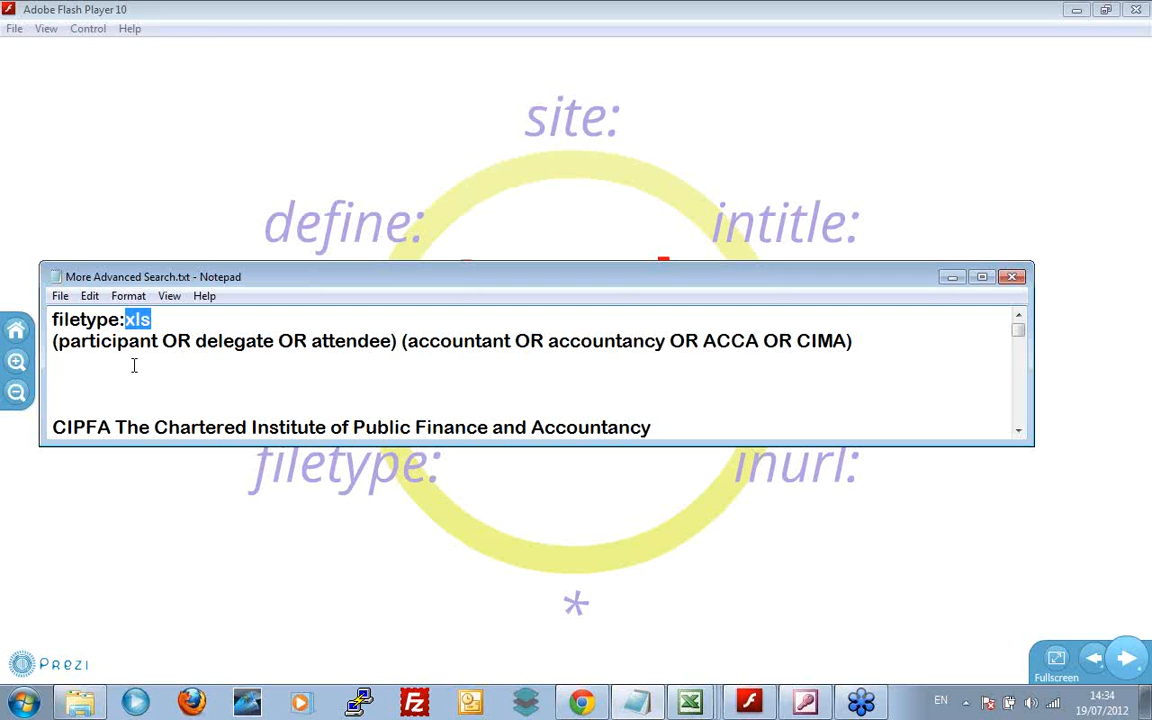 Adobe Flash Player 10
File View Control Help
site:
define:
intitle:
More Advanced Search.txt - Notepad
File Edit Format View Help
filetype:xls
(participant OR delegate OR attendee) (accountant OR accountancy OR ACCA OR CIMA)
CIPFA The Chartered Institute of Public Finance and Accountancy
filetype:
inurl:
*
Prezi
Fullscreen
EN
14:34
19/07/2012